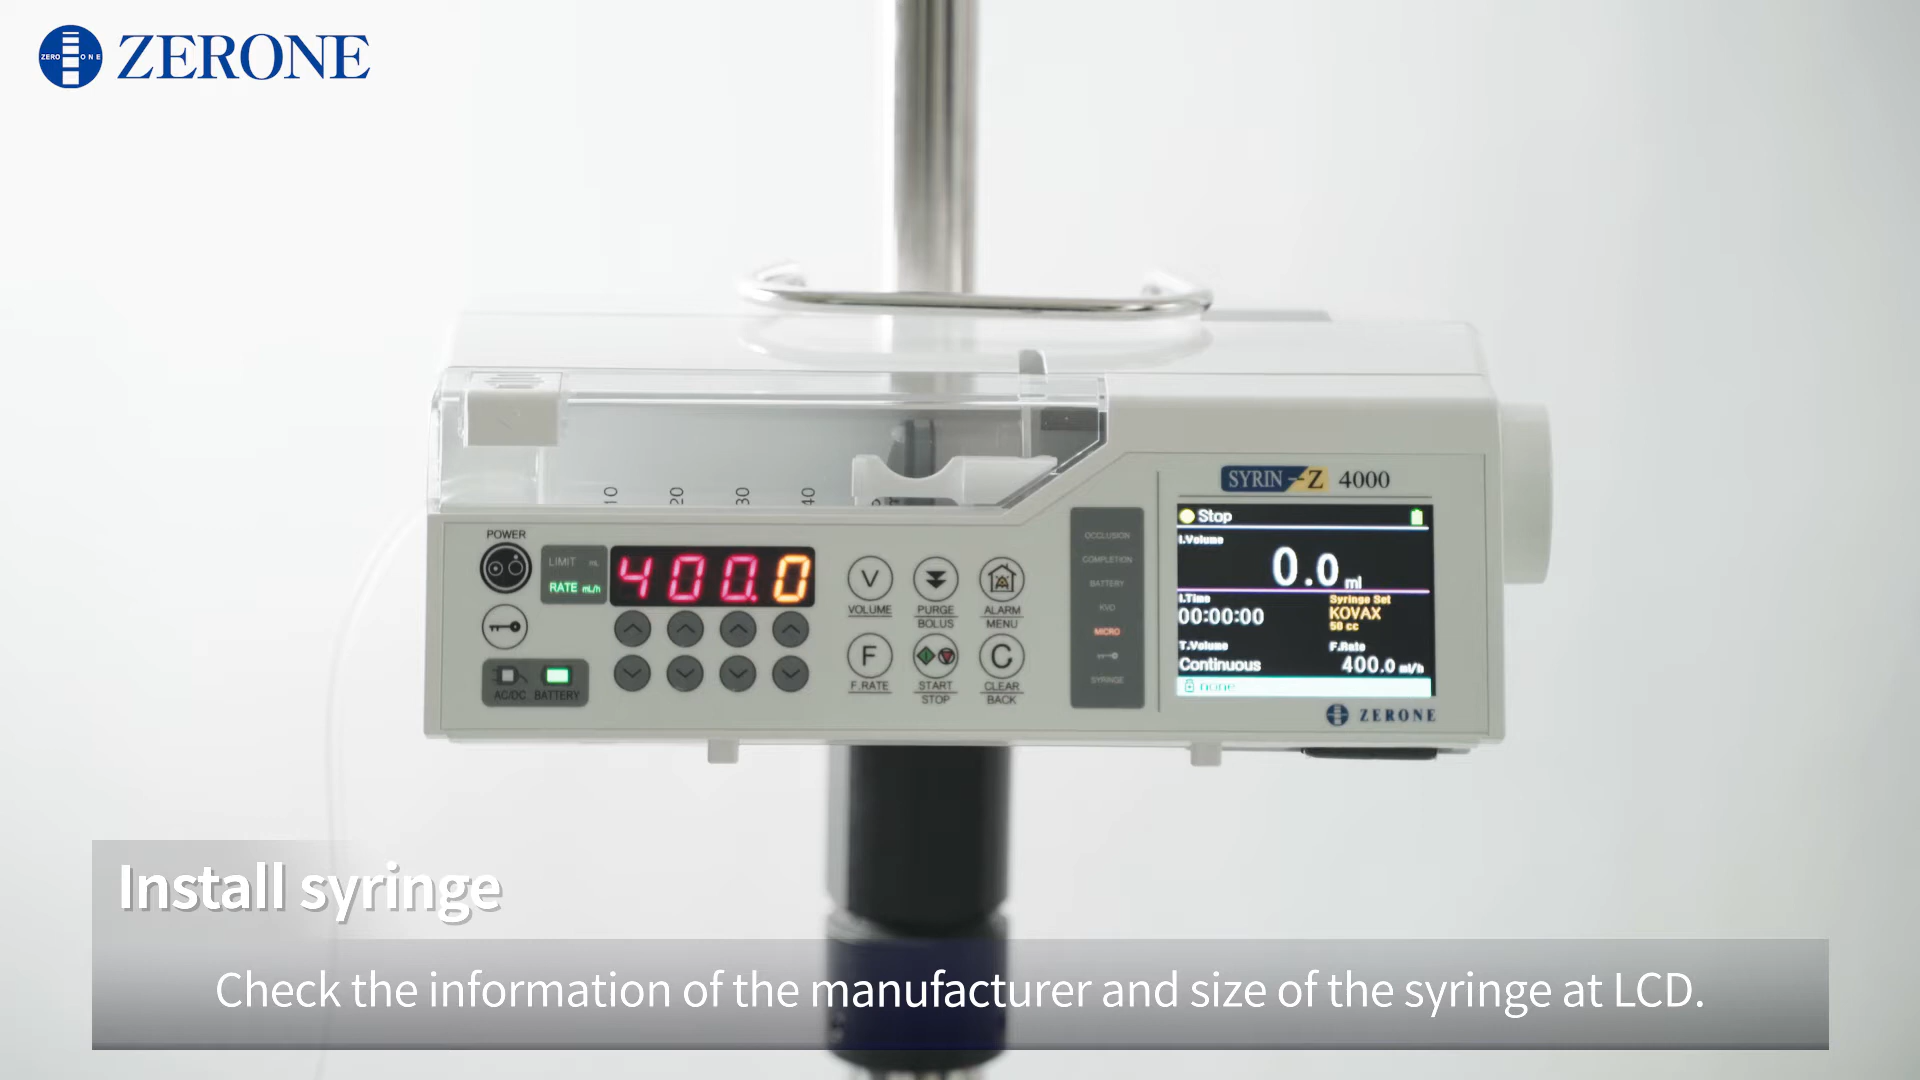 ZERO ONE ZERONE
SYRIN-Z 4000
10 20 30 40
POWER
LIMIT mL
RATE mL/h
400.0
V
VOLUME
PURGE
BOLUS
ALARM
MENU
F
F.RATE
START
STOP
C
CLEAR
BACK
AC/DC BATTERY
OCCLUSION
COMPLETION
BATTERY
KVO
MICRO
SYRINGE
Stop
I.Volume
0.0 ml
I.Time
00:00:00
Syringe Set
KOVAX
50 cc
T.Volume
Continuous
F.Rate
400.0 ml/h
none
ZERONE
Install syringe
Check the information of the manufacturer and size of the syringe at LCD.